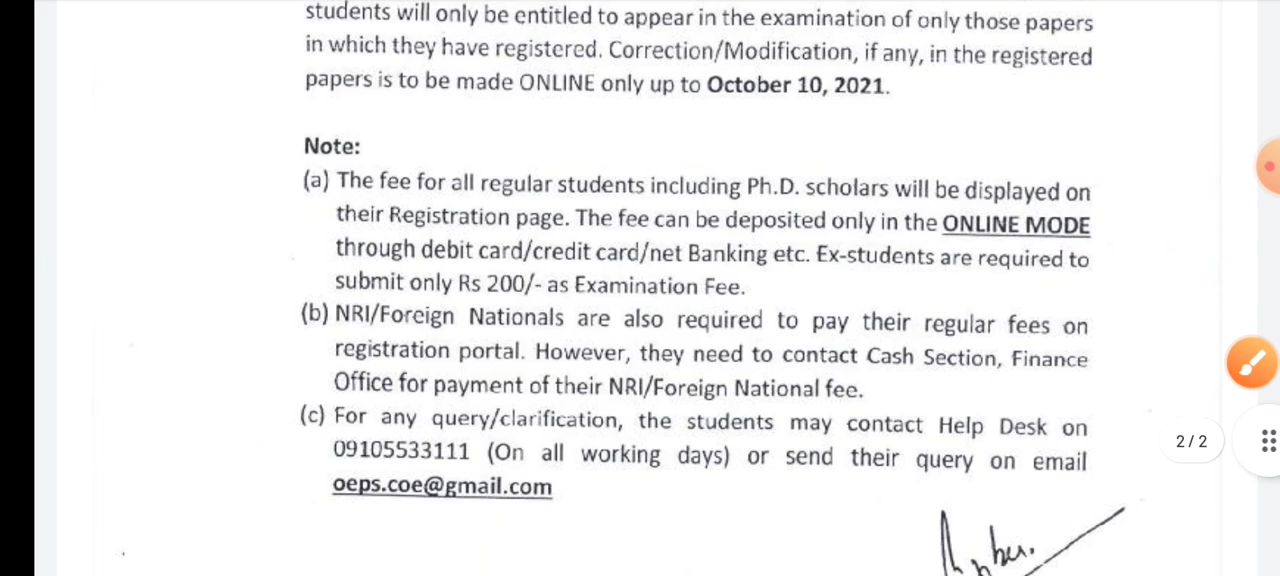 students will only be entitled to appear in the examination of only those papers
in which they have registered. Correction/Modification, if any, in the registered
papers is to be made ONLINE only up to October 10, 2021.
Note:
(a) The fee for all regular students including Ph.D. scholars will be displayed on
their Registration page. The fee can be deposited only in the ONLINE MODE
through debit card/credit card/net Banking etc. Ex-students are required to
submit only Rs 200/- as Examination Fee.
(b) NRI/Foreign Nationals are also required to pay their regular fees on
registration portal. However, they need to contact Cash Section, Finance
Office for payment of their NRI/Foreign National fee.
(c) For any query/clarification, the students may contact Help Desk on
09105533111 (On all working days) or send their query on email
oeps.coe@gmail.com
2/2